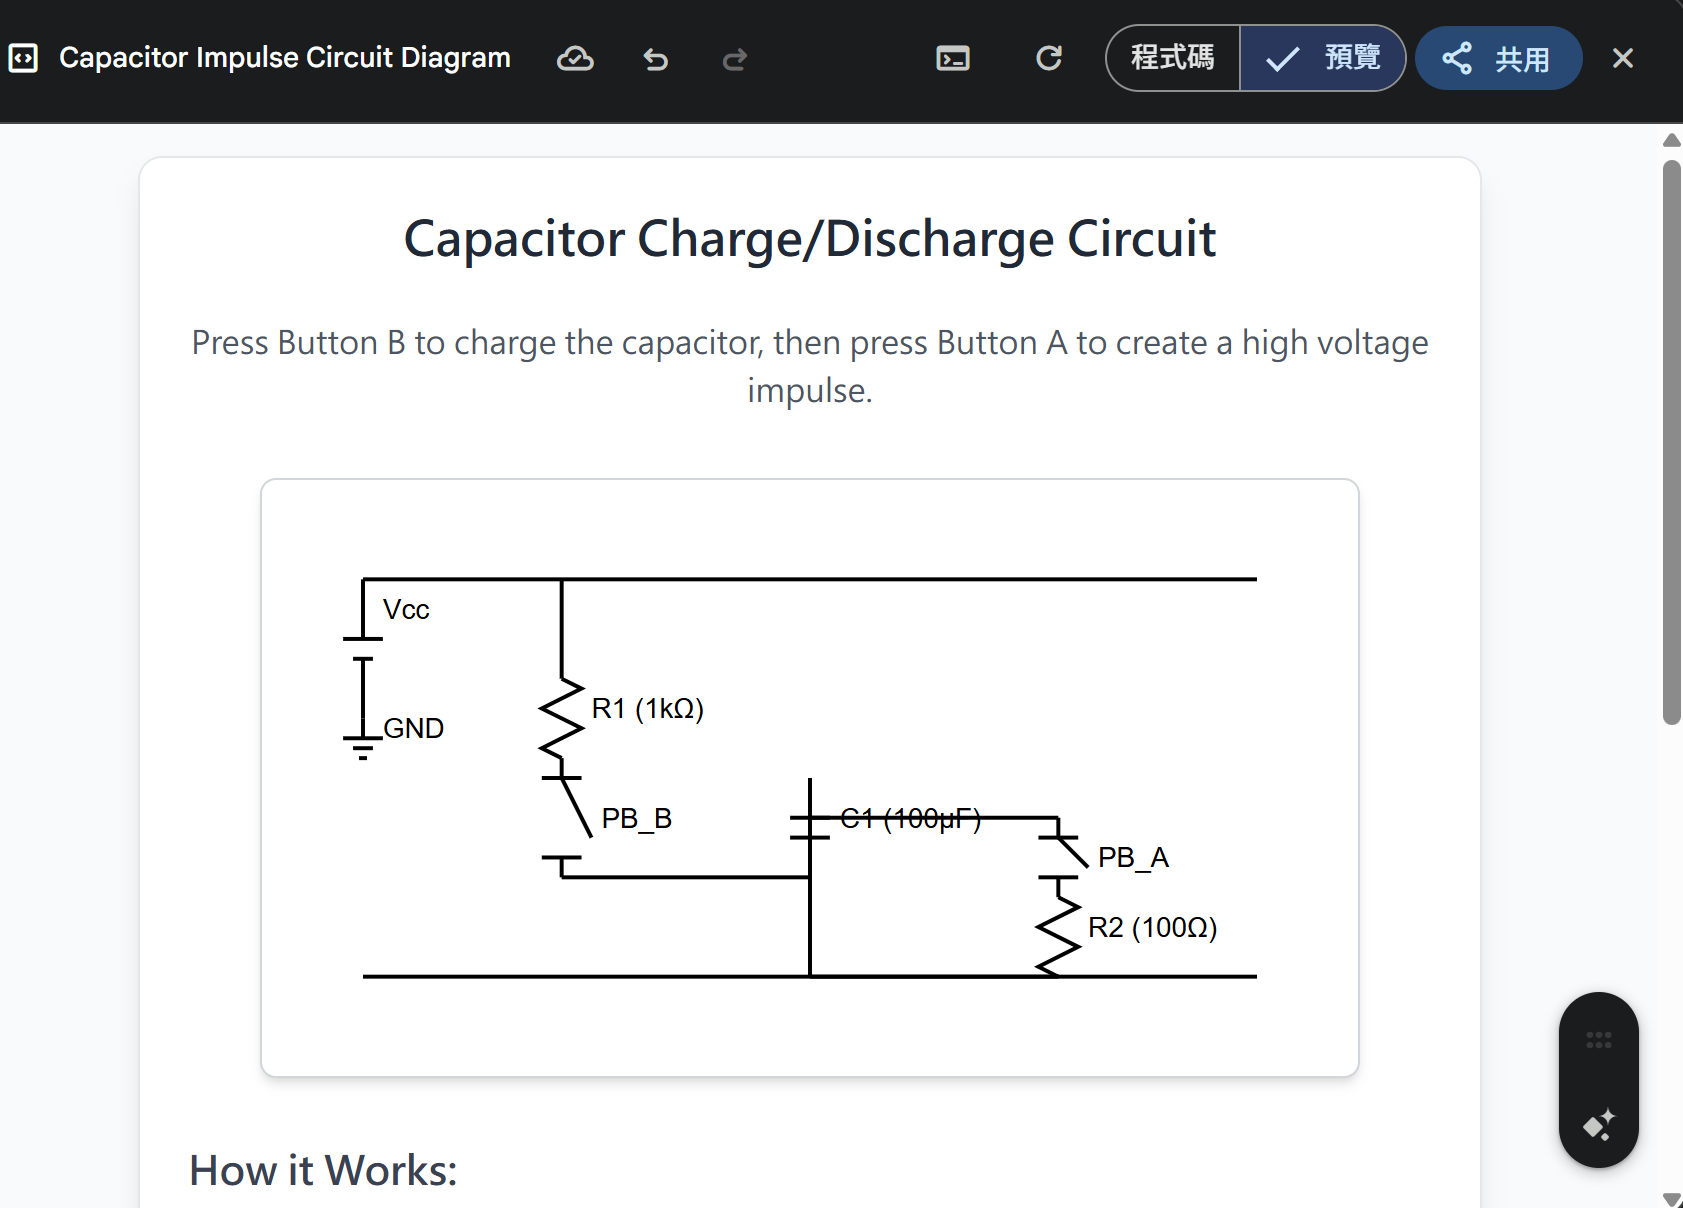 Capacitor Impulse Circuit Diagram
程式碼
預覽
共用
Capacitor Charge/Discharge Circuit
Press Button B to charge the capacitor, then press Button A to create a high voltage
impulse.
Vcc
GND
R1 (1kΩ)
PB_B
C1 (100μF)
PB_A
R2 (100Ω)
How it Works: